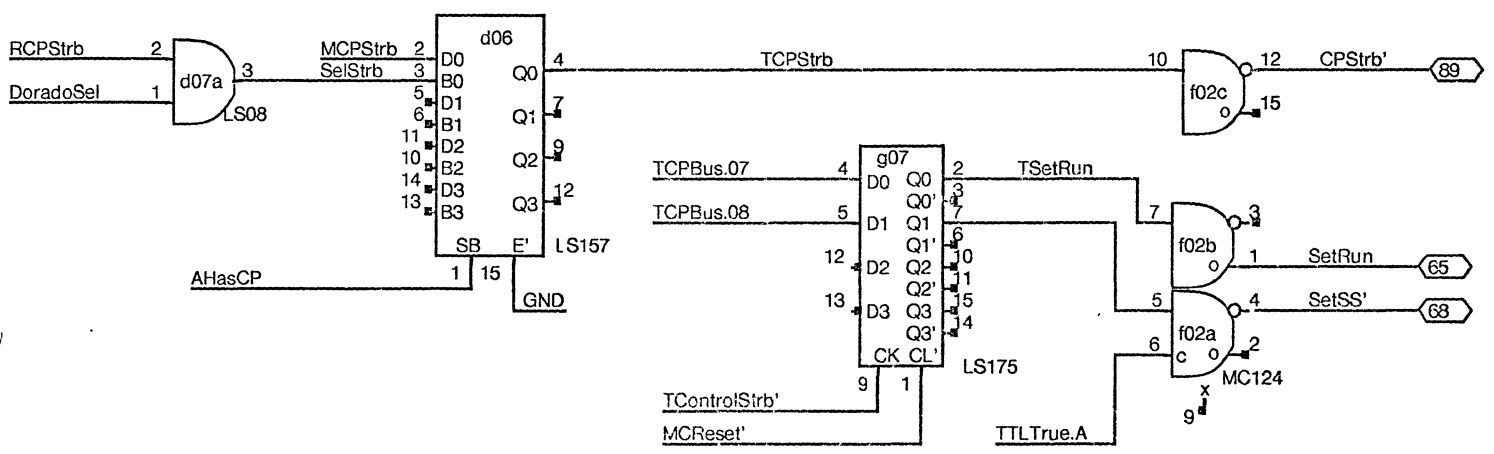 RCPStrb 2
DoradoSel 1
d07a 3
LS08
MCPStrb 2 D0
SelStrb 3 B0
5 D1
6 B1
11 D2
10 B2
14 D3
13 B3
d06
Q0 4
Q1 7
Q2 9
Q3 12
SB E'
1 15
LS157
AHasCP
GND
TCPStrb
10 f02c 12
o 15
CPStrb' 89
TCPBus.07 4 D0
TCPBus.08 5 D1
12 D2
13 D3
g07
Q0 2
Q0' 3
Q1 7
Q1' 6
Q2 10
Q2' 11
Q3 15
Q3' 14
CK CL'
9 1
LS175
TControlStrb'
MCReset'
TSetRun
7 f02b 3
o 1
SetRun 65
5 f02a 4
SetSS' 68
6 c o 2
MC124
x
9
TTLTrue.A